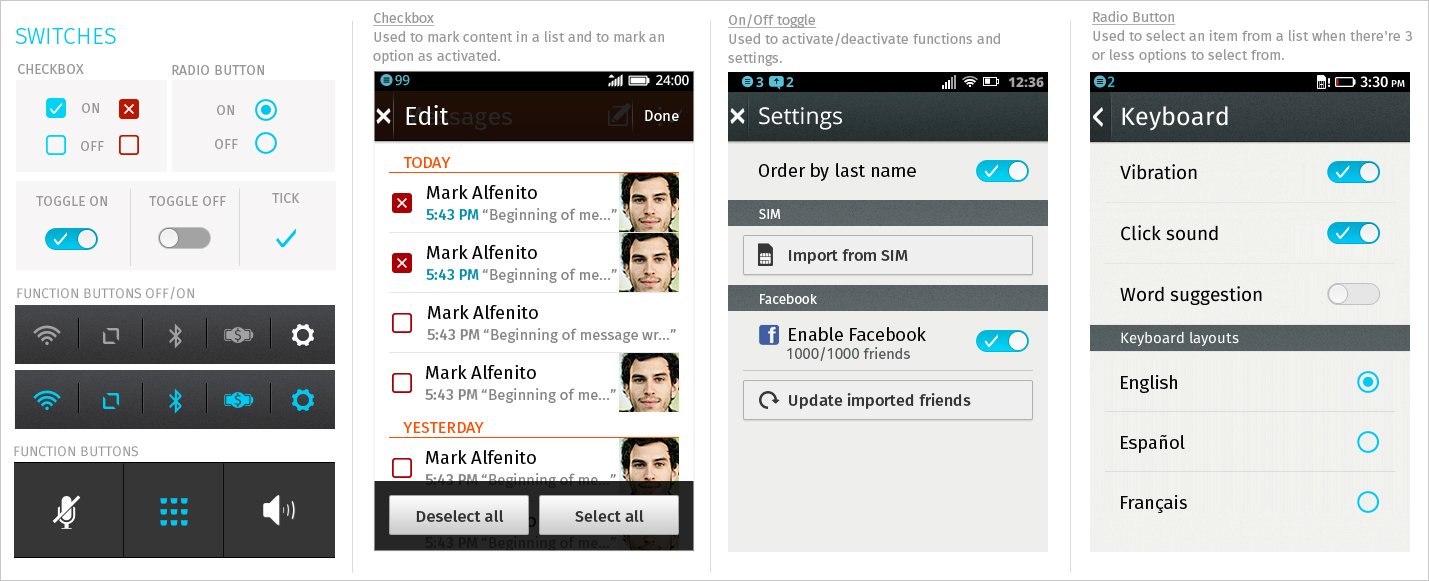 SWITCHES
CHECKBOX
RADIO BUTTON
ON
OFF
ON
OFF
TOGGLE ON
TOGGLE OFF
TICK
FUNCTION BUTTONS OFF/ON
FUNCTION BUTTONS
Checkbox
Used to mark content in a list and to mark an
option as activated.
99
24:00
Edit
sages
Done
TODAY
Mark Alfenito
5:43 PM “Beginning of me...”
Mark Alfenito
5:43 PM “Beginning of me...”
Mark Alfenito
5:43 PM “Beginning of message wr...”
Mark Alfenito
5:43 PM “Beginning of me...”
YESTERDAY
Mark Alfenito
5:43 PM “Beginning of me...”
Deselect all
Select all
5:43 PM “Beginning of me...”
On/Off toggle
Used to activate/deactivate functions and
settings.
3
2
12:36
Settings
Order by last name
SIM
Import from SIM
Facebook
Enable Facebook
1000/1000 friends
Update imported friends
Radio Button
Used to select an item from a list when there're 3
or less options to select from.
2
3:30 PM
Keyboard
Vibration
Click sound
Word suggestion
Keyboard layouts
English
Español
Français